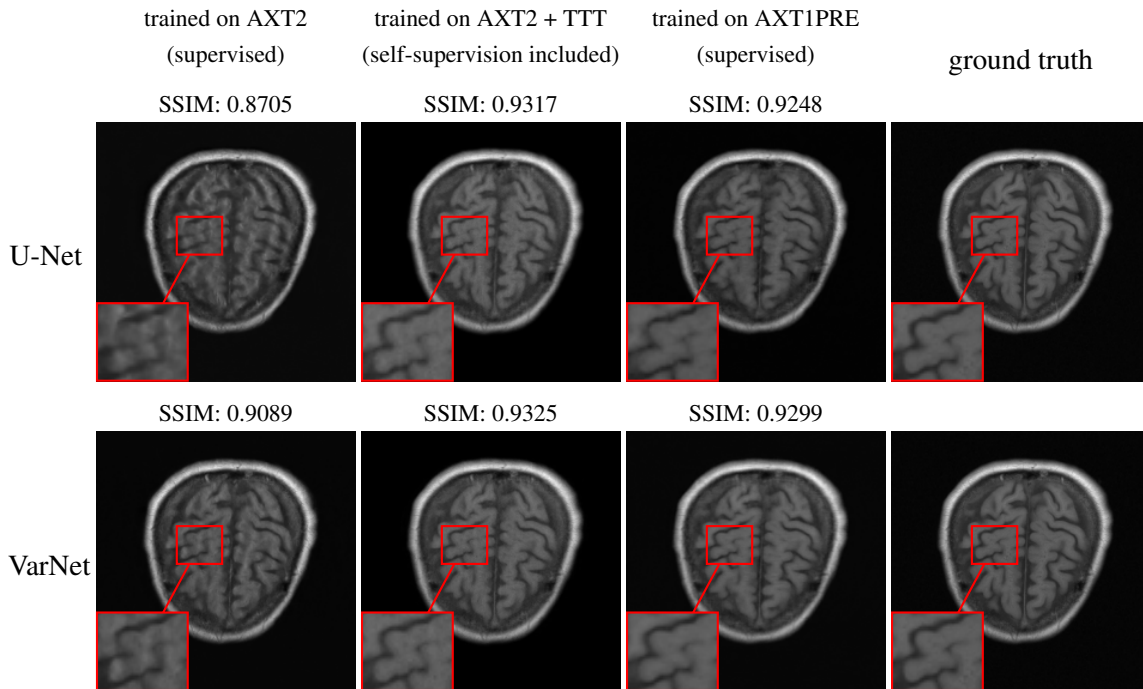 trained on AXT2
(supervised)
trained on AXT2 + TTT
(self-supervision included)
trained on AXT1PRE
(supervised)
ground truth
SSIM: 0.8705
SSIM: 0.9317
SSIM: 0.9248
U-Net
SSIM: 0.9089
SSIM: 0.9325
SSIM: 0.9299
VarNet